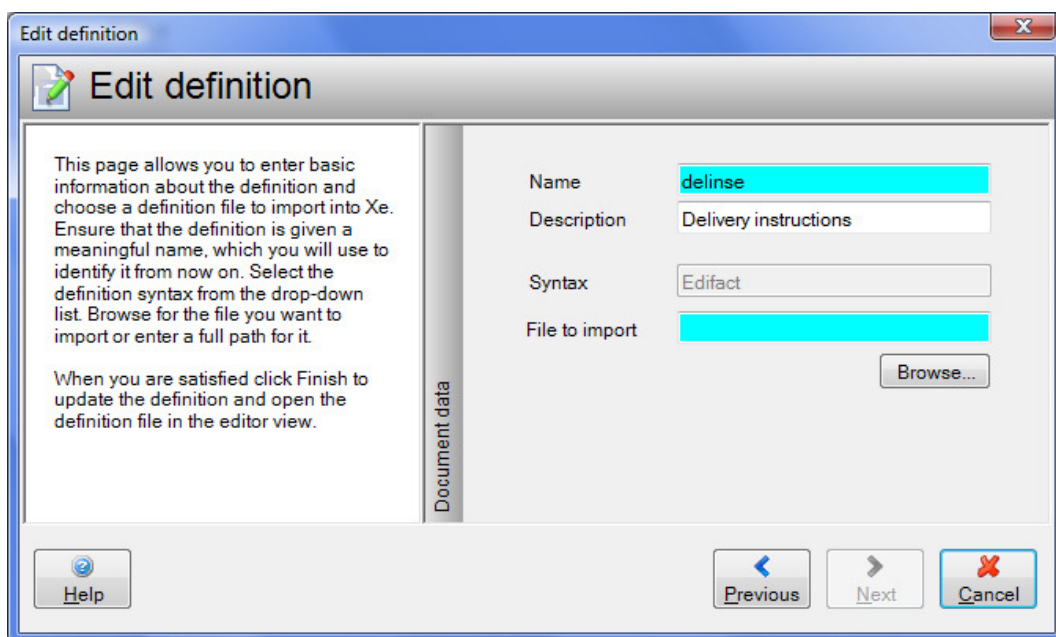 Edit definition
Edit definition
This page allows you to enter basic
information about the definition and
choose a definition file to import into Xe.
Ensure that the definition is given a
meaningful name, which you will use to
identify it from now on. Select the
definition syntax from the drop-down
list. Browse for the file you want to
import or enter a full path for it.
When you are satisfied click Finish to
update the definition and open the
definition file in the editor view.
Document data
Name delinse
Description Delivery instructions
Syntax Edifact
File to import
Browse...
Help
Previous
Next
Cancel